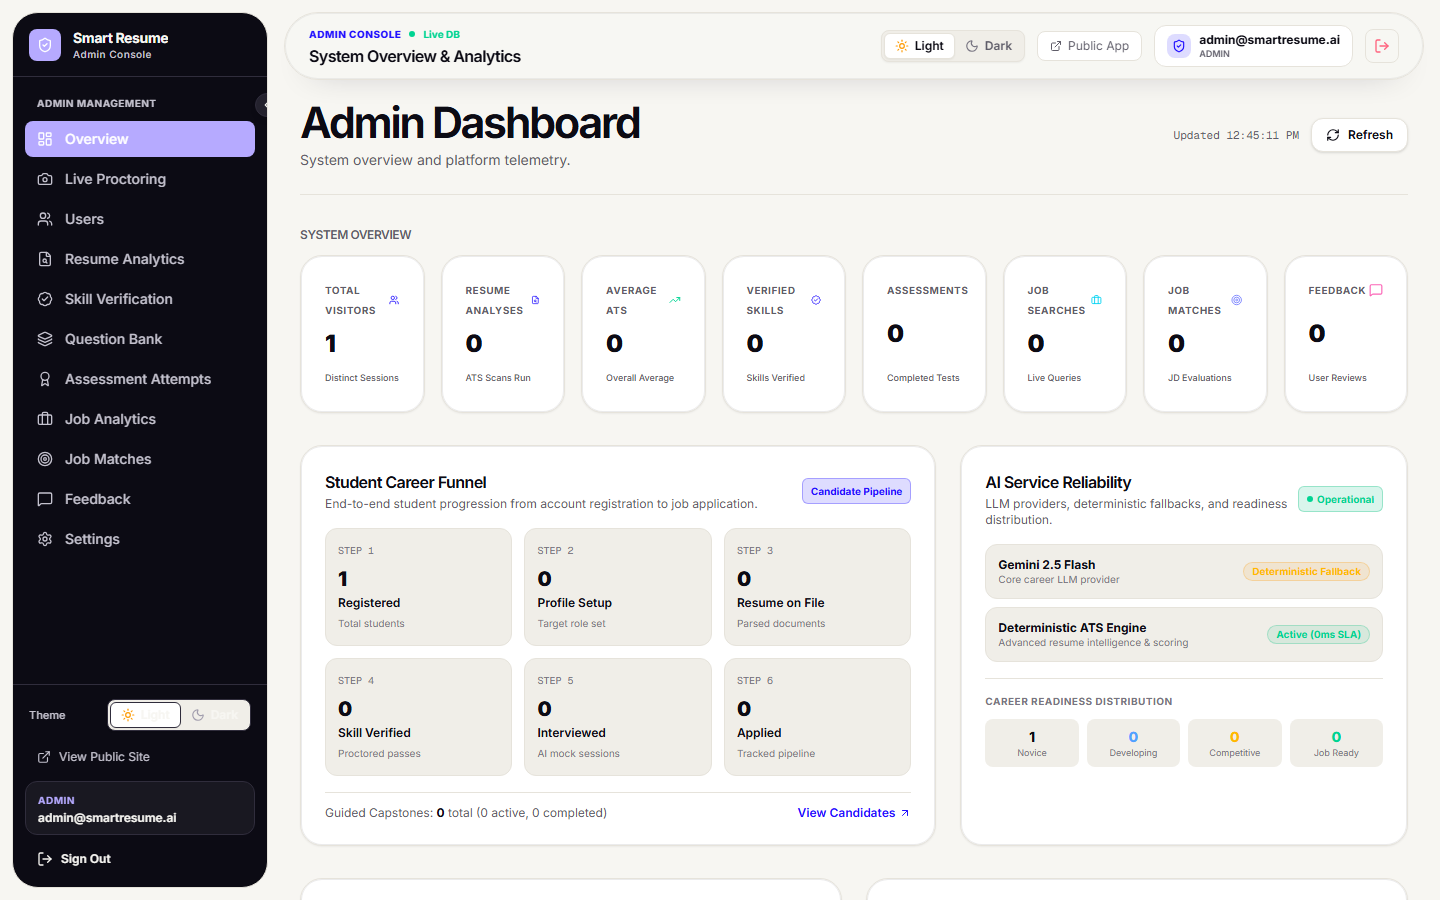 Smart Resume
Admin Console
ADMIN MANAGEMENT
Overview
Live Proctoring
Users
Resume Analytics
Skill Verification
Question Bank
Assessment Attempts
Job Analytics
Job Matches
Feedback
Settings
Theme
Light
Dark
View Public Site
ADMIN
admin@smartresume.ai
Sign Out
ADMIN CONSOLE
Live DB
System Overview & Analytics
Light
Dark
Public App
admin@smartresume.ai
ADMIN
Admin Dashboard
System overview and platform telemetry.
Updated 12:45:11 PM
Refresh
SYSTEM OVERVIEW
TOTAL
VISITORS
1
Distinct Sessions
RESUME
ANALYSES
0
ATS Scans Run
AVERAGE
ATS
0
Overall Average
VERIFIED
SKILLS
0
Skills Verified
ASSESSMENTS
0
Completed Tests
JOB
SEARCHES
0
Live Queries
JOB
MATCHES
0
JD Evaluations
FEEDBACK
0
User Reviews
Student Career Funnel
End-to-end student progression from account registration to job application.
Candidate Pipeline
STEP 1
1
Registered
Total students
STEP 2
0
Profile Setup
Target role set
STEP 3
0
Resume on File
Parsed documents
STEP 4
0
Skill Verified
Proctored passes
STEP 5
0
Interviewed
AI mock sessions
STEP 6
0
Applied
Tracked pipeline
Guided Capstones: 0 total (0 active, 0 completed)
View Candidates
AI Service Reliability
LLM providers, deterministic fallbacks, and readiness
distribution.
Operational
Gemini 2.5 Flash
Core career LLM provider
Deterministic Fallback
Deterministic ATS Engine
Advanced resume intelligence & scoring
Active (0ms SLA)
CAREER READINESS DISTRIBUTION
1
Novice
0
Developing
0
Competitive
0
Job Ready